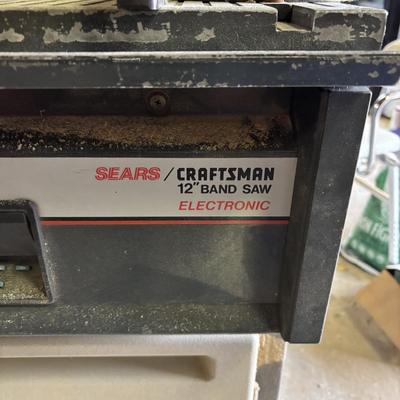 SEARS / CRAFTSMAN
12" BAND SAW
ELECTRONIC